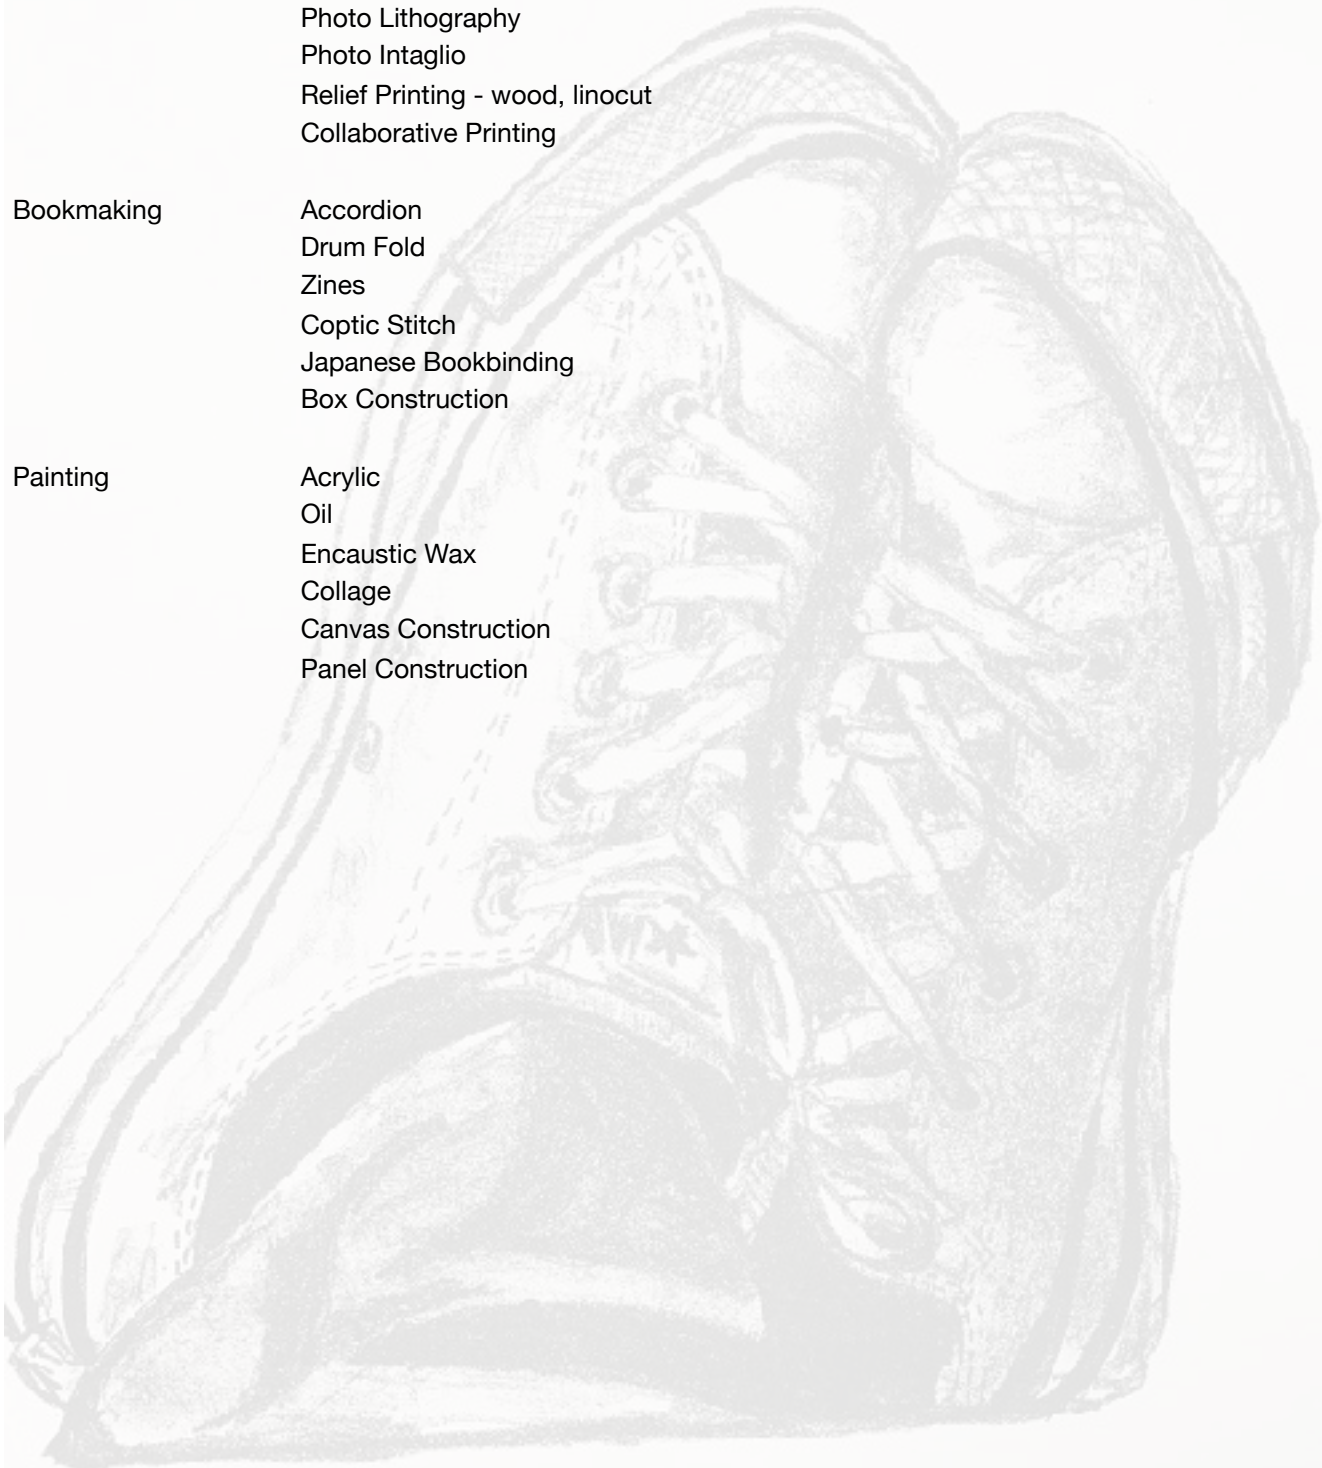 Photo Lithography
Photo Intaglio
Relief Printing - wood, linocut
Collaborative Printing
Bookmaking Accordion
Drum Fold
Zines
Coptic Stitch
Japanese Bookbinding
Box Construction
Painting Acrylic
Oil
Encaustic Wax
Collage
Canvas Construction
Panel Construction